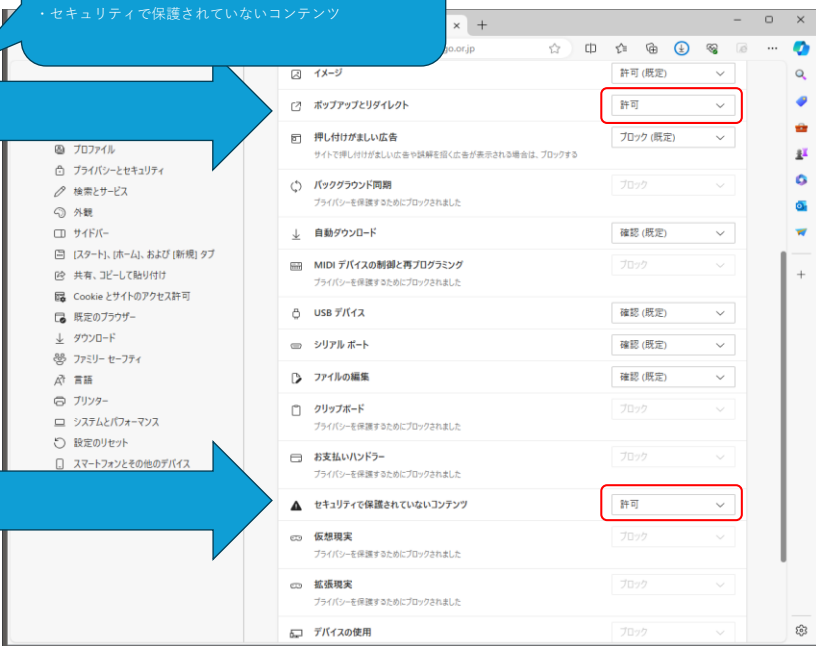 ・セキュリティで保護されていないコンテンツ
go.or.jp
イメージ
許可 (既定)
ポップアップとリダイレクト
許可
押し付けがましい広告
ブロック (既定)
サイトで押し付けがましい広告や誤解を招く広告が表示される場合は、ブロックする
バックグラウンド同期
ブロック
プライバシーを保護するためにブロックされました
自動ダウンロード
確認 (既定)
MIDI デバイスの制御と再プログラミング
ブロック
プライバシーを保護するためにブロックされました
USB デバイス
確認 (既定)
シリアル ポート
確認 (既定)
ファイルの編集
確認 (既定)
クリップボード
ブロック
プライバシーを保護するためにブロックされました
お支払いハンドラー
ブロック
プライバシーを保護するためにブロックされました
セキュリティで保護されていないコンテンツ
許可
仮想現実
ブロック
プライバシーを保護するためにブロックされました
拡張現実
ブロック
プライバシーを保護するためにブロックされました
デバイスの使用
ブロック
プロファイル
プライバシーとセキュリティ
検索とサービス
外観
サイドバー
[スタート]、[ホーム]、および [新規] タブ
共有、コピーして貼り付け
Cookie とサイトのアクセス許可
既定のブラウザー
ダウンロード
ファミリー セーフティ
言語
プリンター
システムとパフォーマンス
設定のリセット
スマートフォンとその他のデバイス